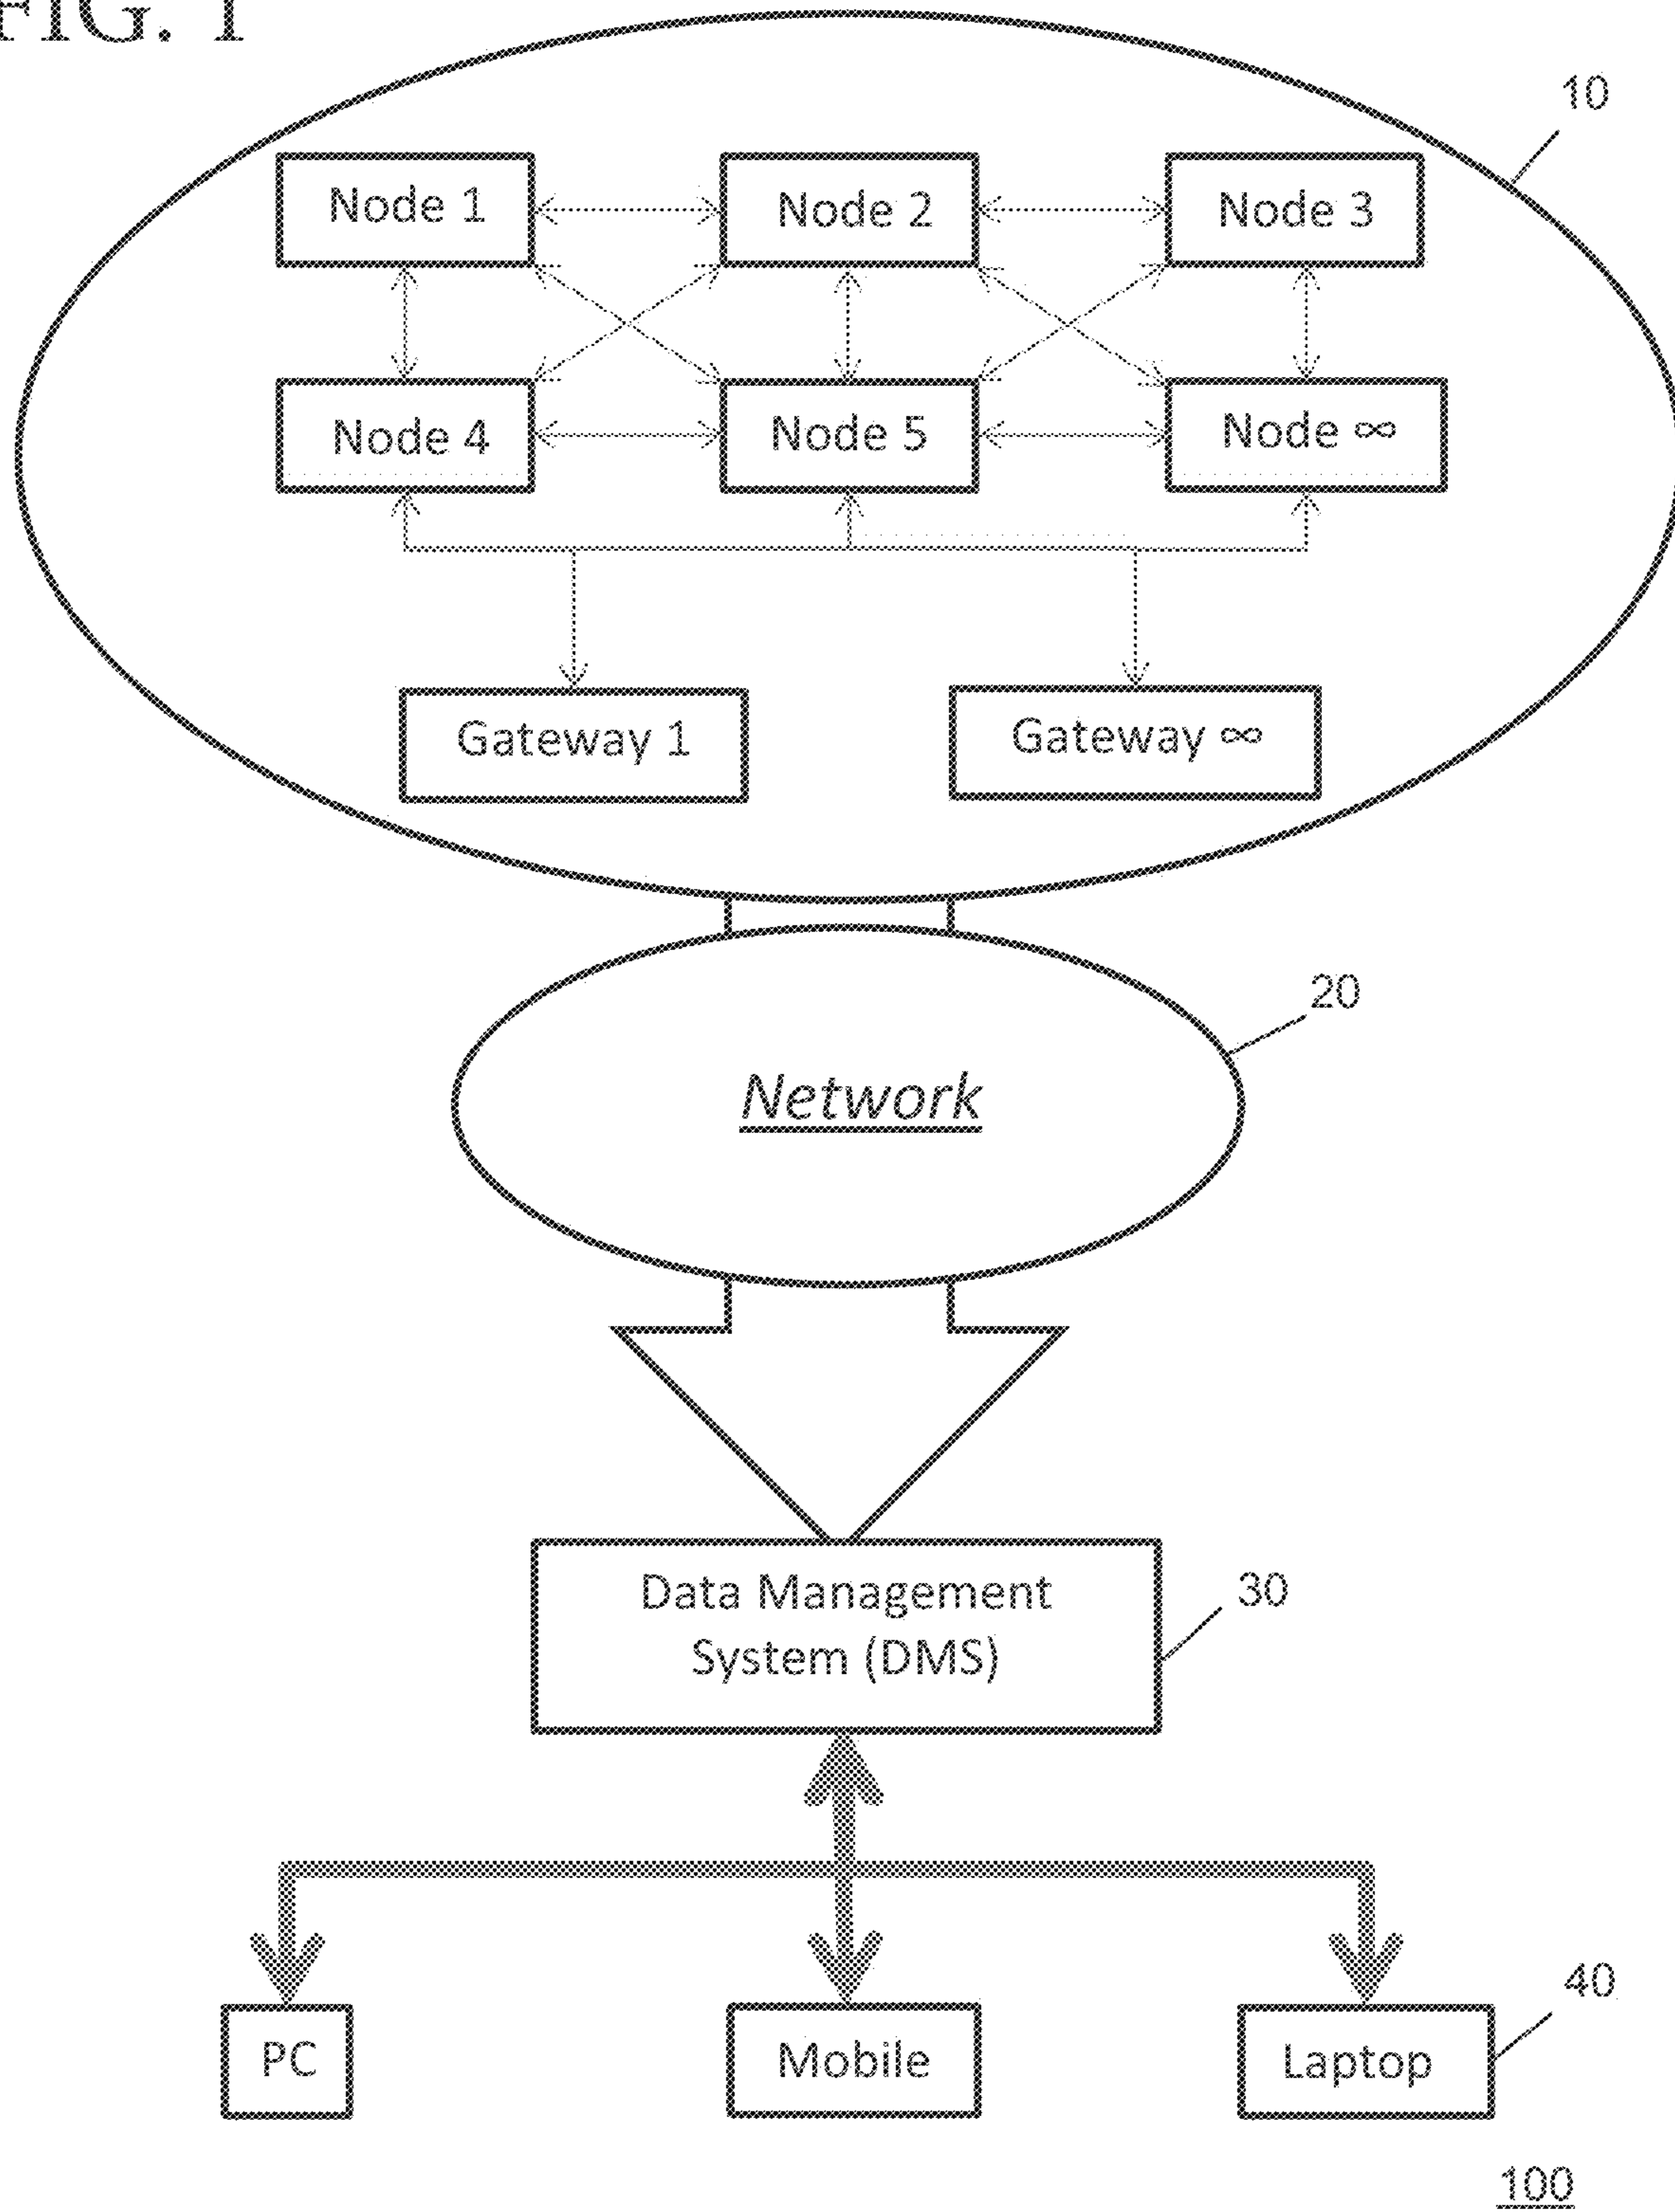 FIG. 1
10
Node 1
Node 2
Node 3
Node 4
Node 5
Node ∞
Gateway 1
Gateway ∞
20
Network
Data Management
System (DMS)
30
PC
Mobile
Laptop
40
100